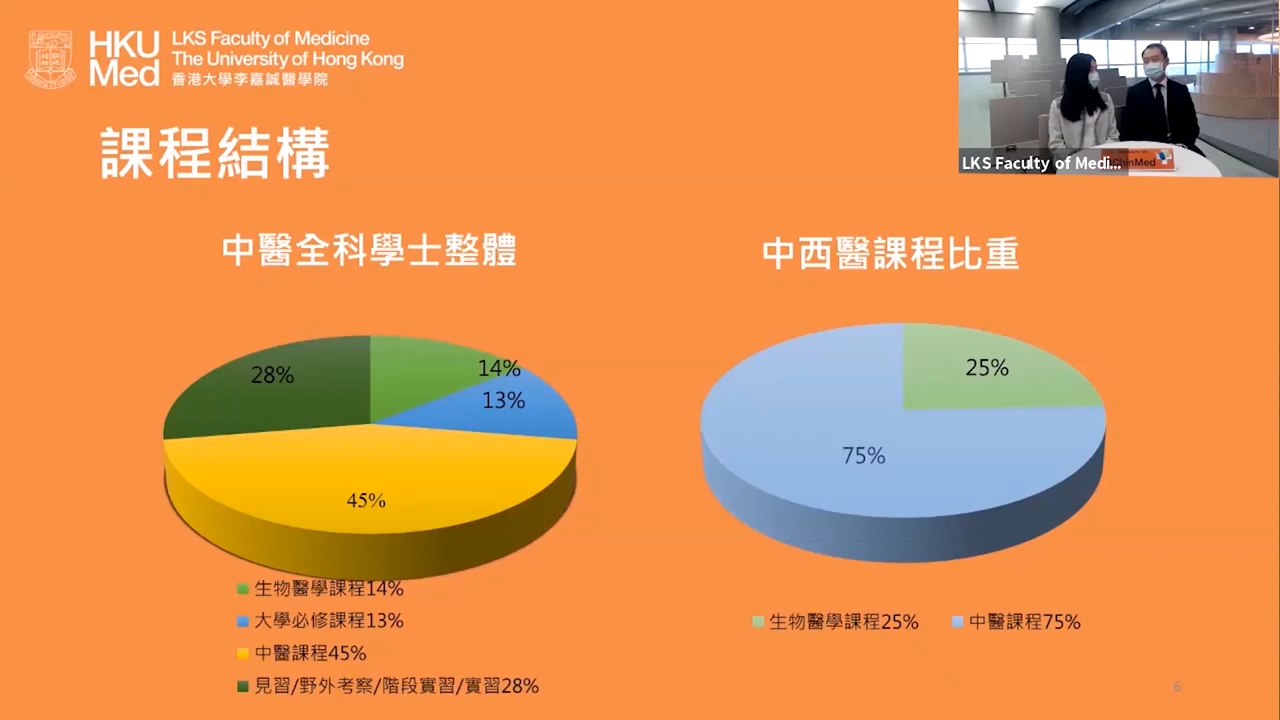 HKU
Med
LKS Faculty of Medicine
The University of Hong Kong
香港大學李嘉誠醫學院
LKS Faculty of Medi...
ChinMed
課程結構
中醫全科學士整體
28%
14%
13%
45%
生物醫學課程14%
大學必修課程13%
中醫課程45%
見習/野外考察/階段實習/實習28%
中西醫課程比重
25%
75%
生物醫學課程25%
中醫課程75%
6